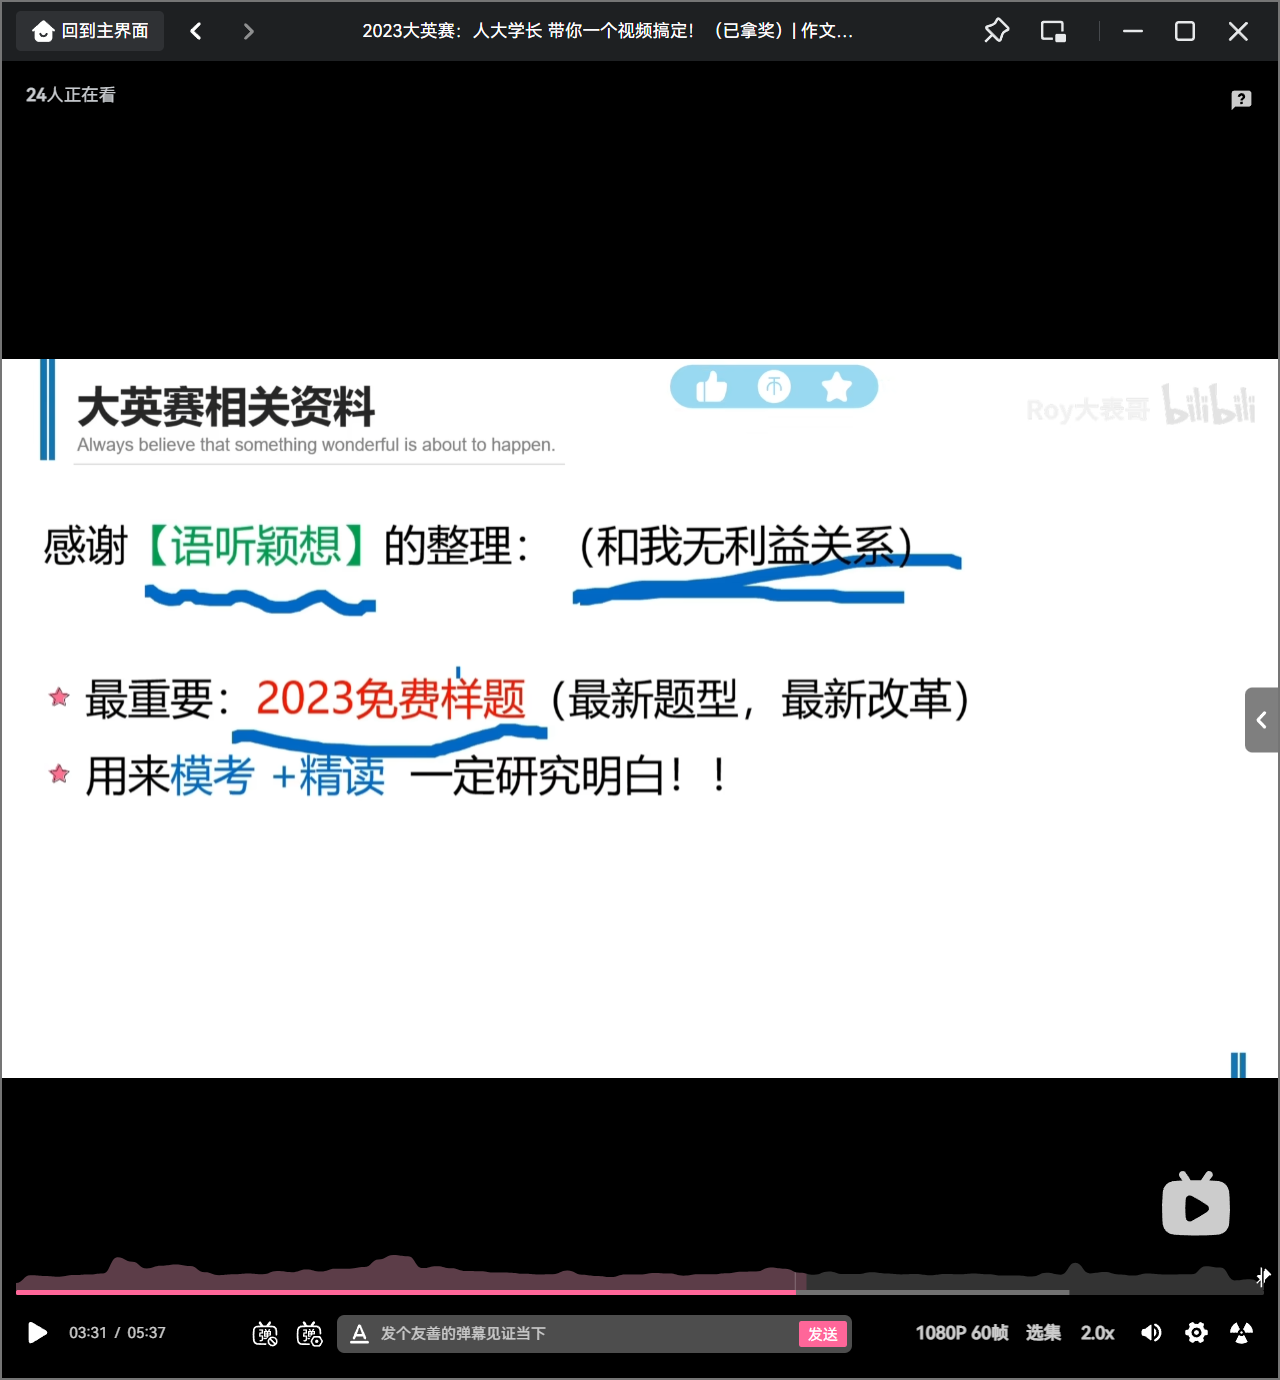 回到主界面
2023大英赛：人大学长 带你一个视频搞定！（已拿奖）| 作文...
24人正在看
大英赛相关资料
Always believe that something wonderful is about to happen.
Roy大表哥 bilibili
感谢【语听颖想】的整理：（和我无利益关系）
最重要：2023免费样题（最新题型，最新改革）
用来模考 +精读 一定研究明白！！
03:31 / 05:37
弹
弹
发个友善的弹幕见证当下
发送
1080P 60帧
选集
2.0x